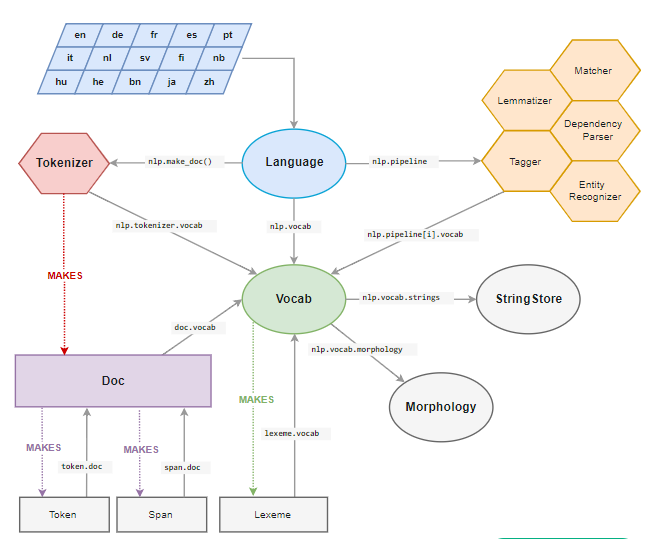 en de fr es pt
it nl sv fi nb
hu he bn ja zh
Matcher
Lemmatizer
Dependency
Parser
Tokenizer
nlp.make_doc()
Language
nlp.pipeline
Tagger
Entity
Recognizer
nlp.tokenizer.vocab
nlp.vocab
nlp.pipeline[i].vocab
MAKES
Vocab
nlp.vocab.strings
StringStore
doc.vocab
nlp.vocab.morphology
Doc
MAKES
Morphology
lexeme.vocab
MAKES
token.doc
MAKES
span.doc
Token
Span
Lexeme